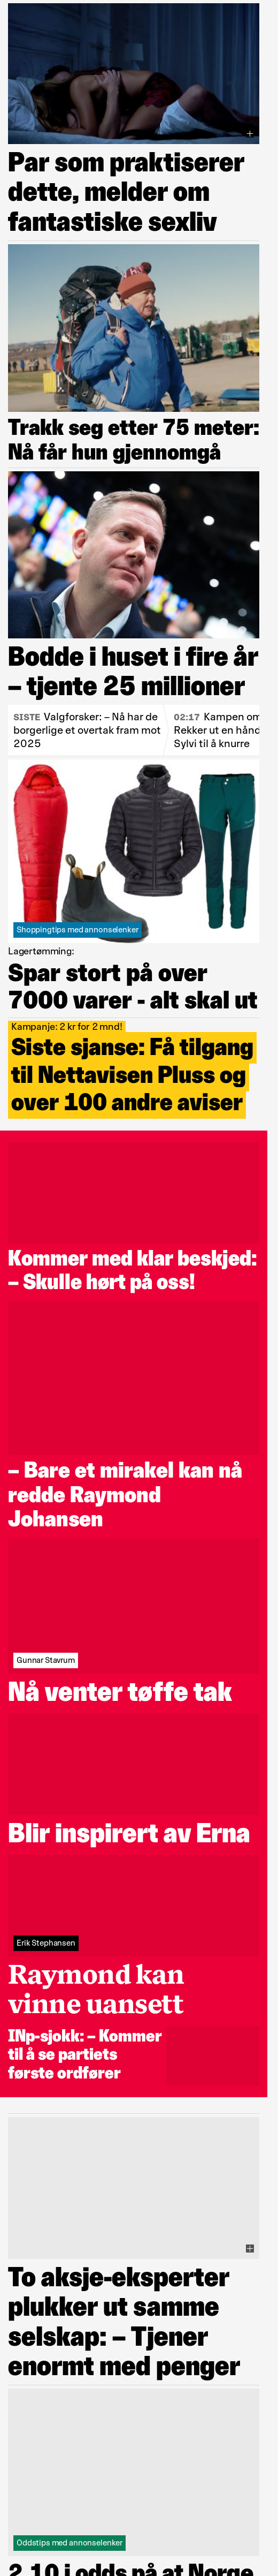 Par som praktiserer
dette, melder om
fantastiske sexliv
Trakk seg etter 75 meter:
Nå får hun gjennomgå
Bodde i huset i fire år
– tjente 25 millioner
SISTE Valgforsker: – Nå har de
borgerlige et overtak fram mot
2025
02:17 Kampen om
Rekker ut en hånd
Sylvi til å knurre
Shoppingtips med annonselenker
Lagertømming:
Spar stort på over
7000 varer - alt skal ut
Kampanje: 2 kr for 2 mnd!
Siste sjanse: Få tilgang
til Nettavisen Pluss og
over 100 andre aviser
Kommer med klar beskjed:
– Skulle hørt på oss!
– Bare et mirakel kan nå
redde Raymond
Johansen
Gunnar Stavrum
Nå venter tøffe tak
Blir inspirert av Erna
Erik Stephansen
Raymond kan
vinne uansett
INp-sjokk: – Kommer
til å se partiets
første ordfører
To aksje-eksperter
plukker ut samme
selskap: – Tjener
enormt med penger
Oddstips med annonselenker
2,10 i odds på at Norge